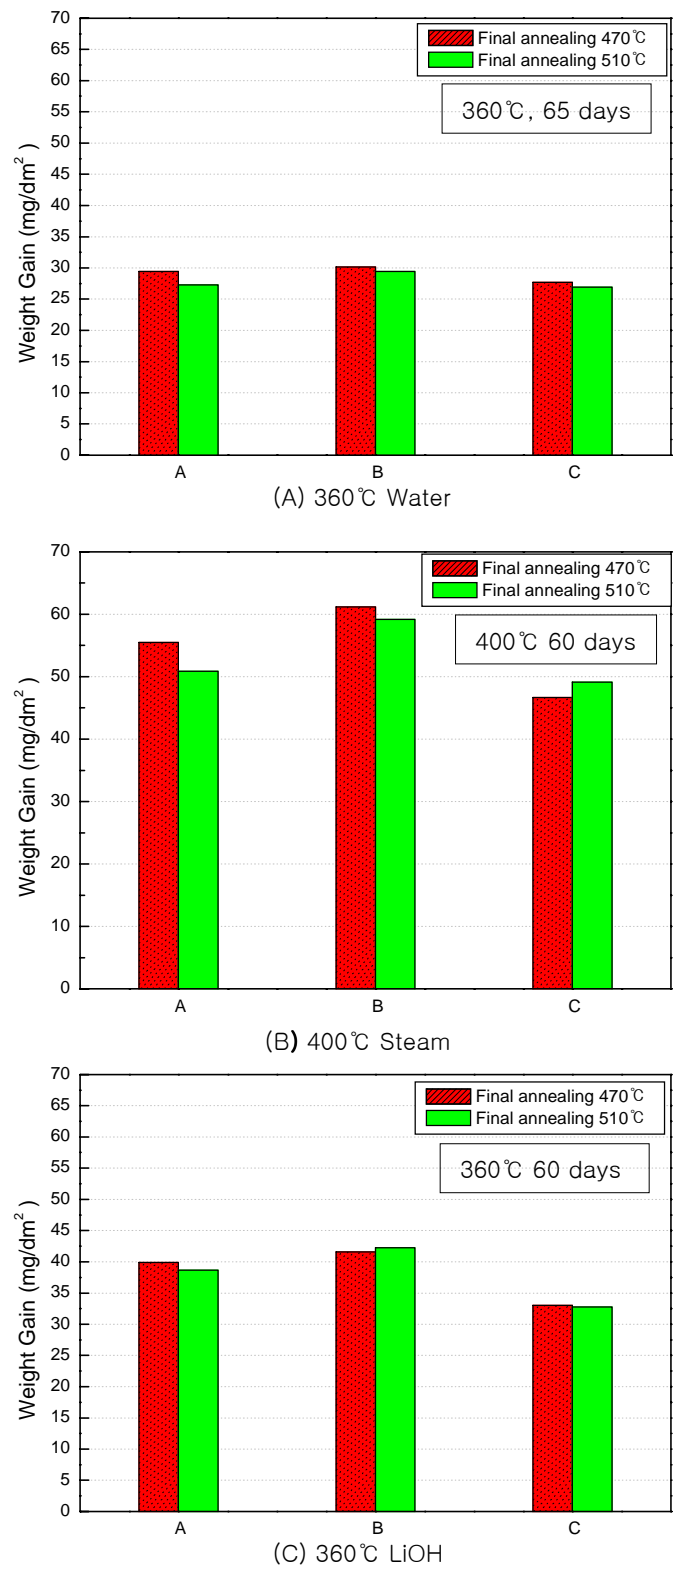 70
65
60
55
50
45
40
35
30
25
20
15
10
5
0
Weight Gain (mg/dm²)
Final annealing 470℃
Final annealing 510℃
360℃, 65 days
A B C
(A) 360℃ Water
70
60
50
40
30
20
10
0
Weight Gain (mg/dm²)
Final annealing 470℃
Final annealing 510℃
400℃ 60 days
A B C
(B) 400℃ Steam
70
65
60
55
50
45
40
35
30
25
20
15
10
5
0
Weight Gain (mg/dm²)
Final annealing 470℃
Final annealing 510℃
360℃ 60 days
A B C
(C) 360℃ LiOH